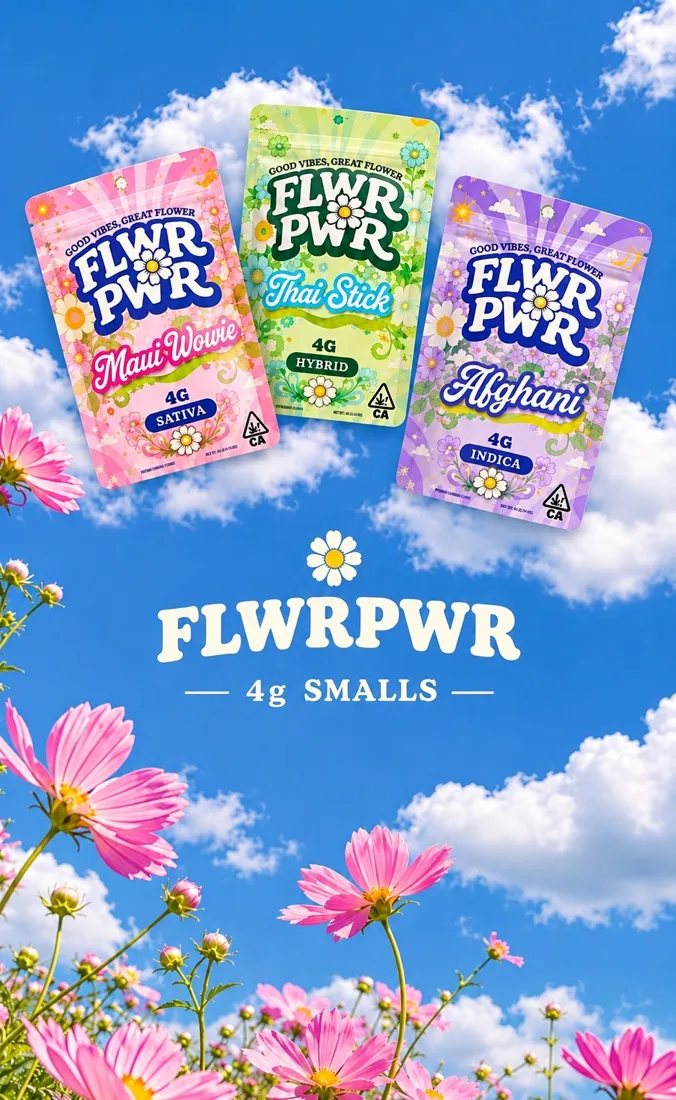 GOOD VIBES, GREAT FLOWER
FLWR
PWR
Maui Wowie
4G
SATIVA
CA
GOOD VIBES, GREAT FLOWER
FLWR
PWR
Thai Stick
4G
HYBRID
CA
GOOD VIBES, GREAT FLOWER
FLWR
PWR
Afghani
4G
INDICA
CA
FLWRPWR
4g SMALLS